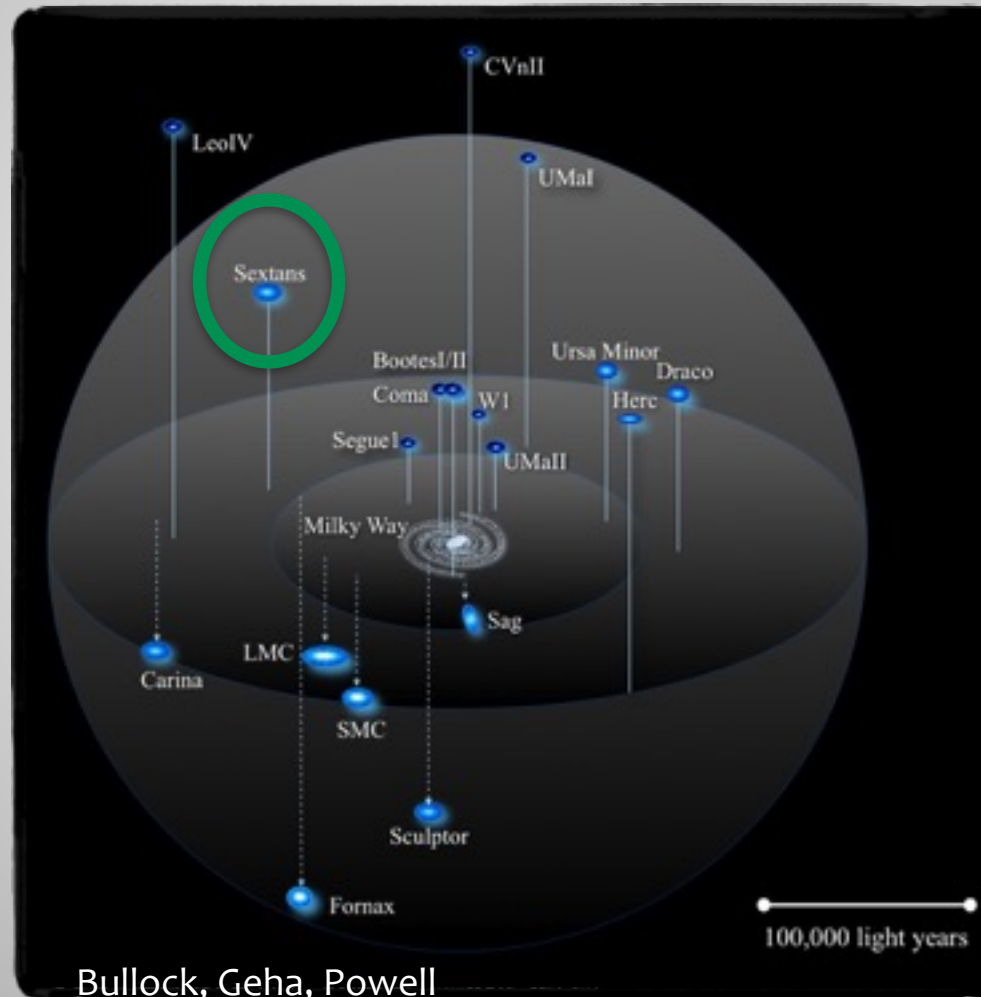 CVnII
LeoIV
UMaI
Sextans
BootesI/II
Ursa Minor
Coma
Draco
W1
Herc
Segue1
UMaII
Milky Way
Sag
LMC
Carina
SMC
Sculptor
Fornax
100,000 light years
Bullock, Geha, Powell